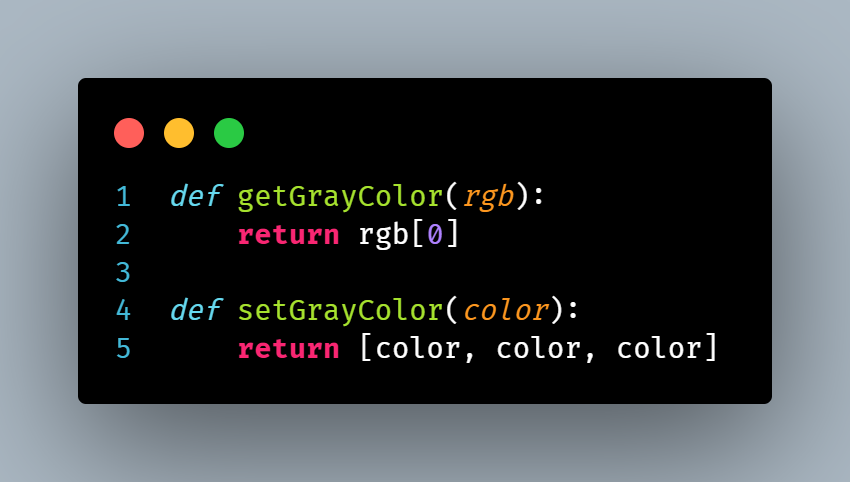 1 def getGrayColor(rgb):
2     return rgb[0]
3
4 def setGrayColor(color):
5     return [color, color, color]